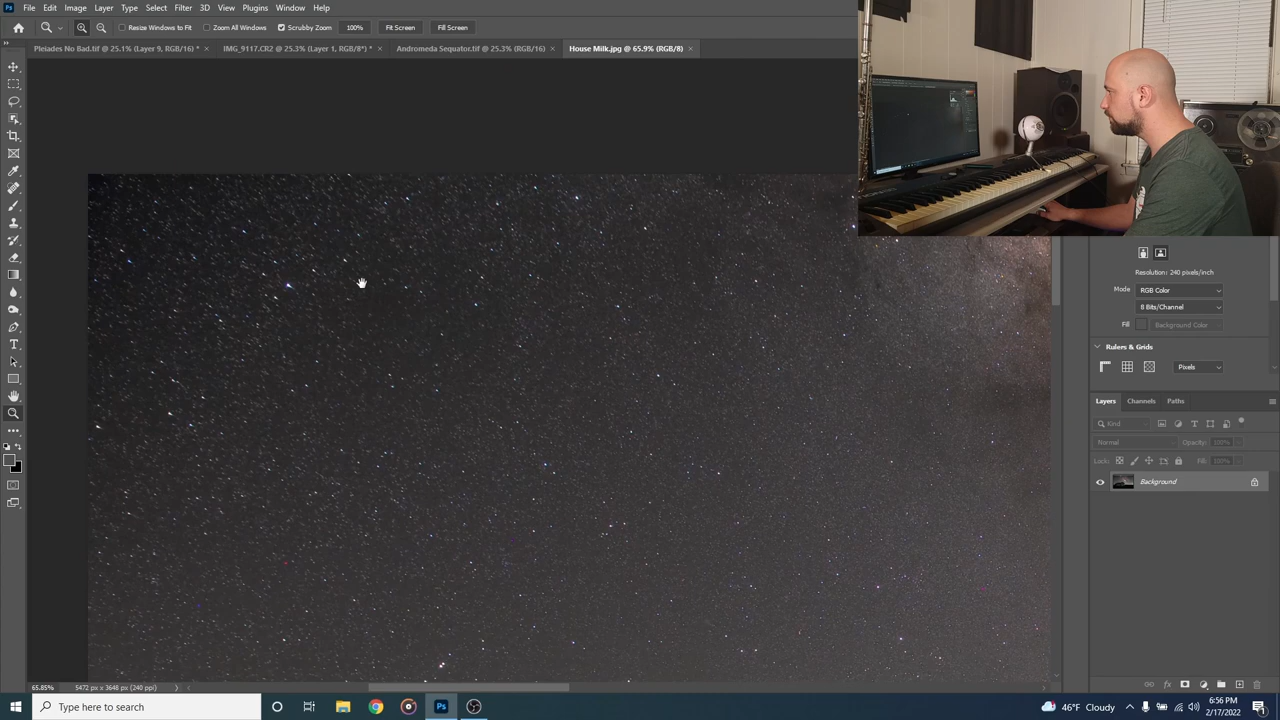 File Edit Image Layer Type Select Filter 3D View Plugins Window Help
Resize Windows to Fit Zoom All Windows Scrubby Zoom 100% Fit Screen Fill Screen
Pleiades No Bad.tif @ 25.1% (Layer 9, RGB/16) * × IMG_9117.CR2 @ 25.3% (Layer 1, RGB/8*) * × Andromeda Sequator.tif @ 25.3% (RGB/16) × House Milk.jpg @ 65.9% (RGB/8) ×
Resolution: 240 pixels/inch
Mode RGB Color
8 Bits/Channel
Fill Background Color
Rulers & Grids
Pixels
Layers Channels Paths
Kind
Normal Opacity: 100%
Lock: Fill: 100%
Background
65.85% 5472 px x 3648 px (240 ppi)
Type here to search
46°F Cloudy
6:56 PM
2/17/2022